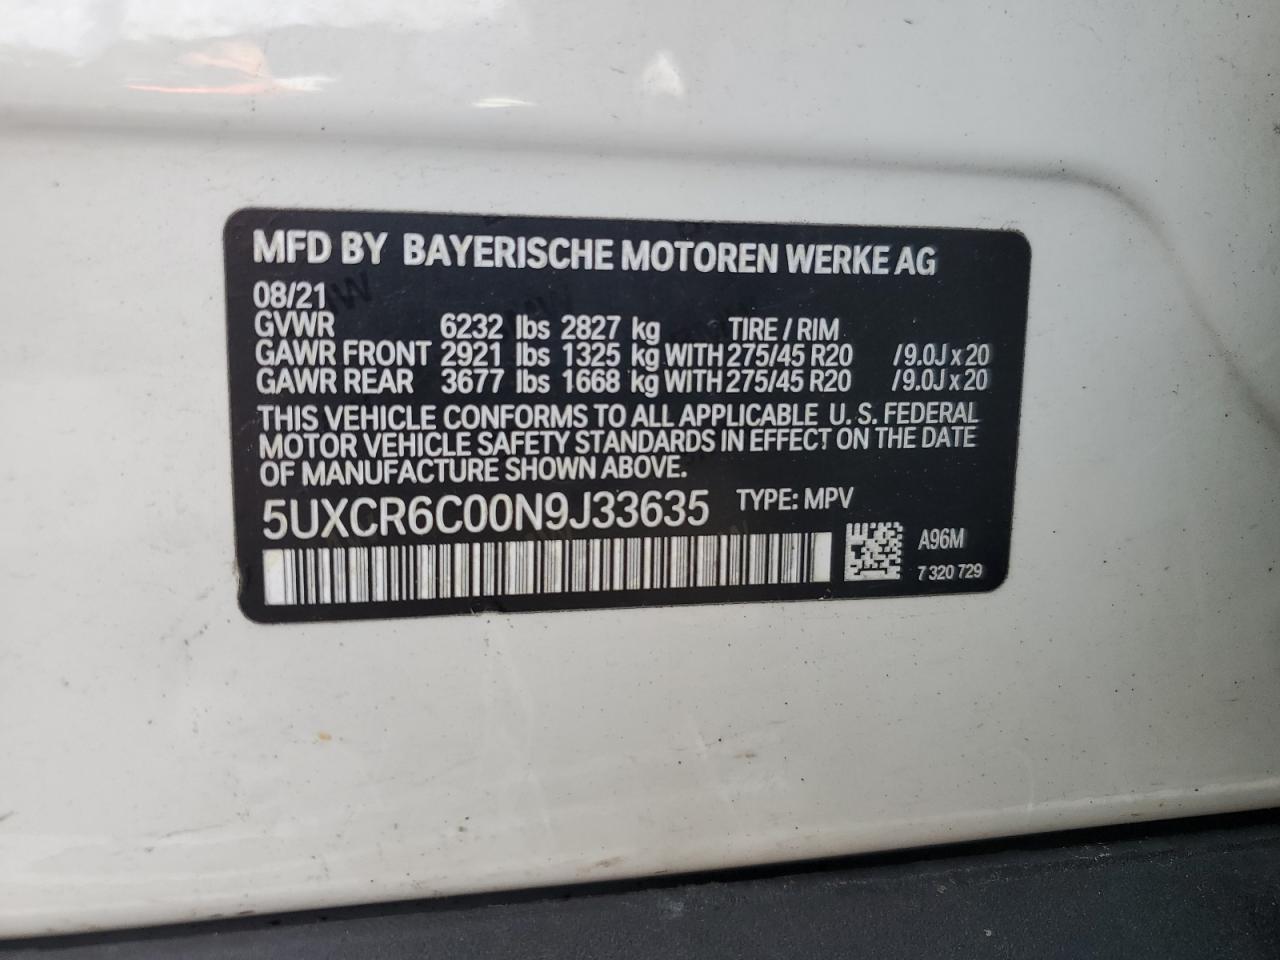 MFD BY BAYERISCHE MOTOREN WERKE AG
08/21
GVWR 6232 lbs 2827 kg TIRE / RIM
GAWR FRONT 2921 lbs 1325 kg WITH 275/45 R20 /9.0J x 20
GAWR REAR 3677 lbs 1668 kg WITH 275/45 R20 /9.0J x 20
THIS VEHICLE CONFORMS TO ALL APPLICABLE U. S. FEDERAL
MOTOR VEHICLE SAFETY STANDARDS IN EFFECT ON THE DATE
OF MANUFACTURE SHOWN ABOVE.
5UXCR6C00N9J33635 TYPE: MPV
A96M
7 320 729